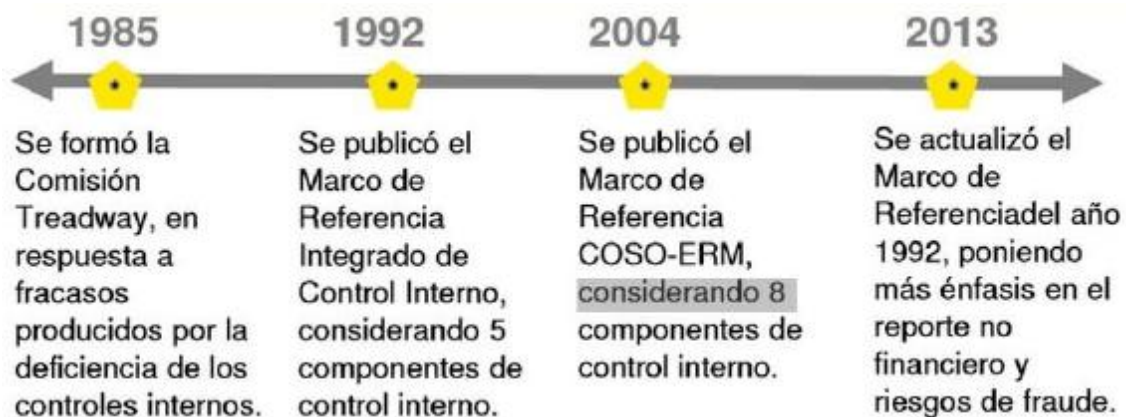 1985
1992
2004
2013
Se formó la
Comisión
Treadway, en
respuesta a
fracasos
producidos por la
deficiencia de los
controles internos.
Se publicó el
Marco de
Referencia
Integrado de
Control Interno,
considerando 5
componentes de
control interno.
Se publicó el
Marco de
Referencia
COSO-ERM,
considerando 8
componentes de
control interno.
Se actualizó el
Marco de
Referenciadel año
1992, poniendo
más énfasis en el
reporte no
financiero y
riesgos de fraude.